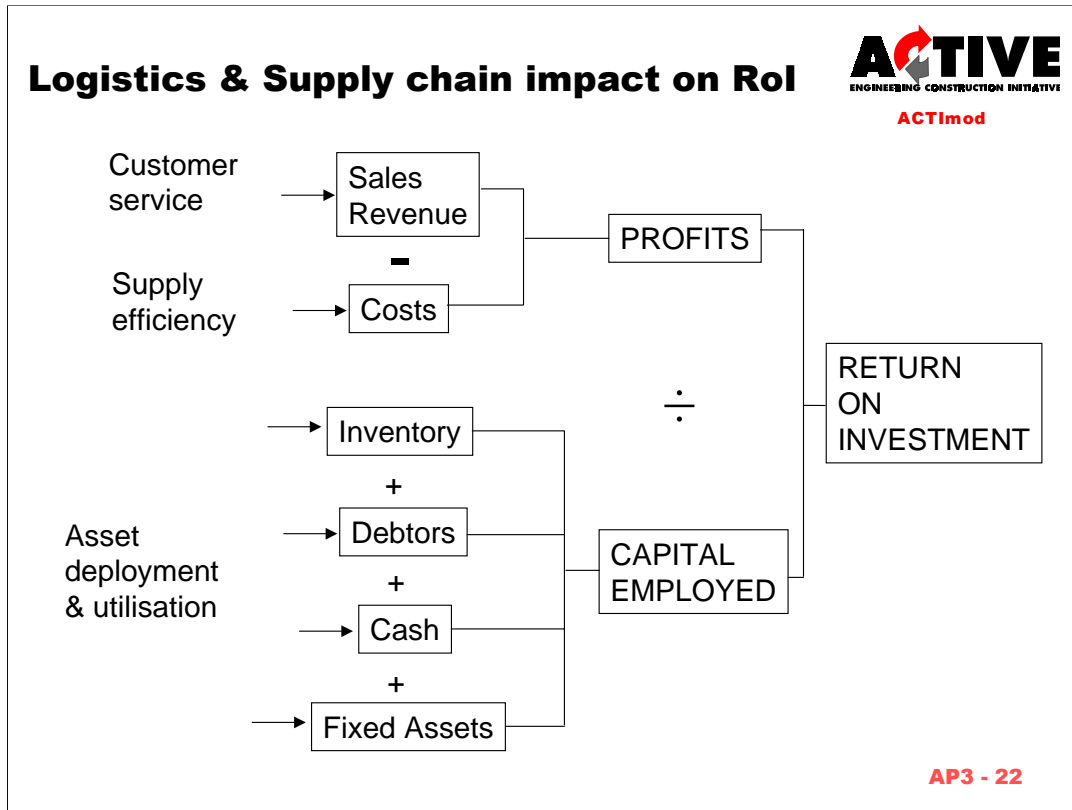 Logistics & Supply chain impact on RoI
ACTIVE
ENGINEERING CONSTRUCTION INITIATIVE
ACTImod
Customer
service
Sales
Revenue
-
PROFITS
Supply
efficiency
Costs
÷
RETURN
ON
INVESTMENT
Inventory
+
Asset
deployment
& utilisation
Debtors
+
CAPITAL
EMPLOYED
Cash
+
Fixed Assets
AP3 - 22